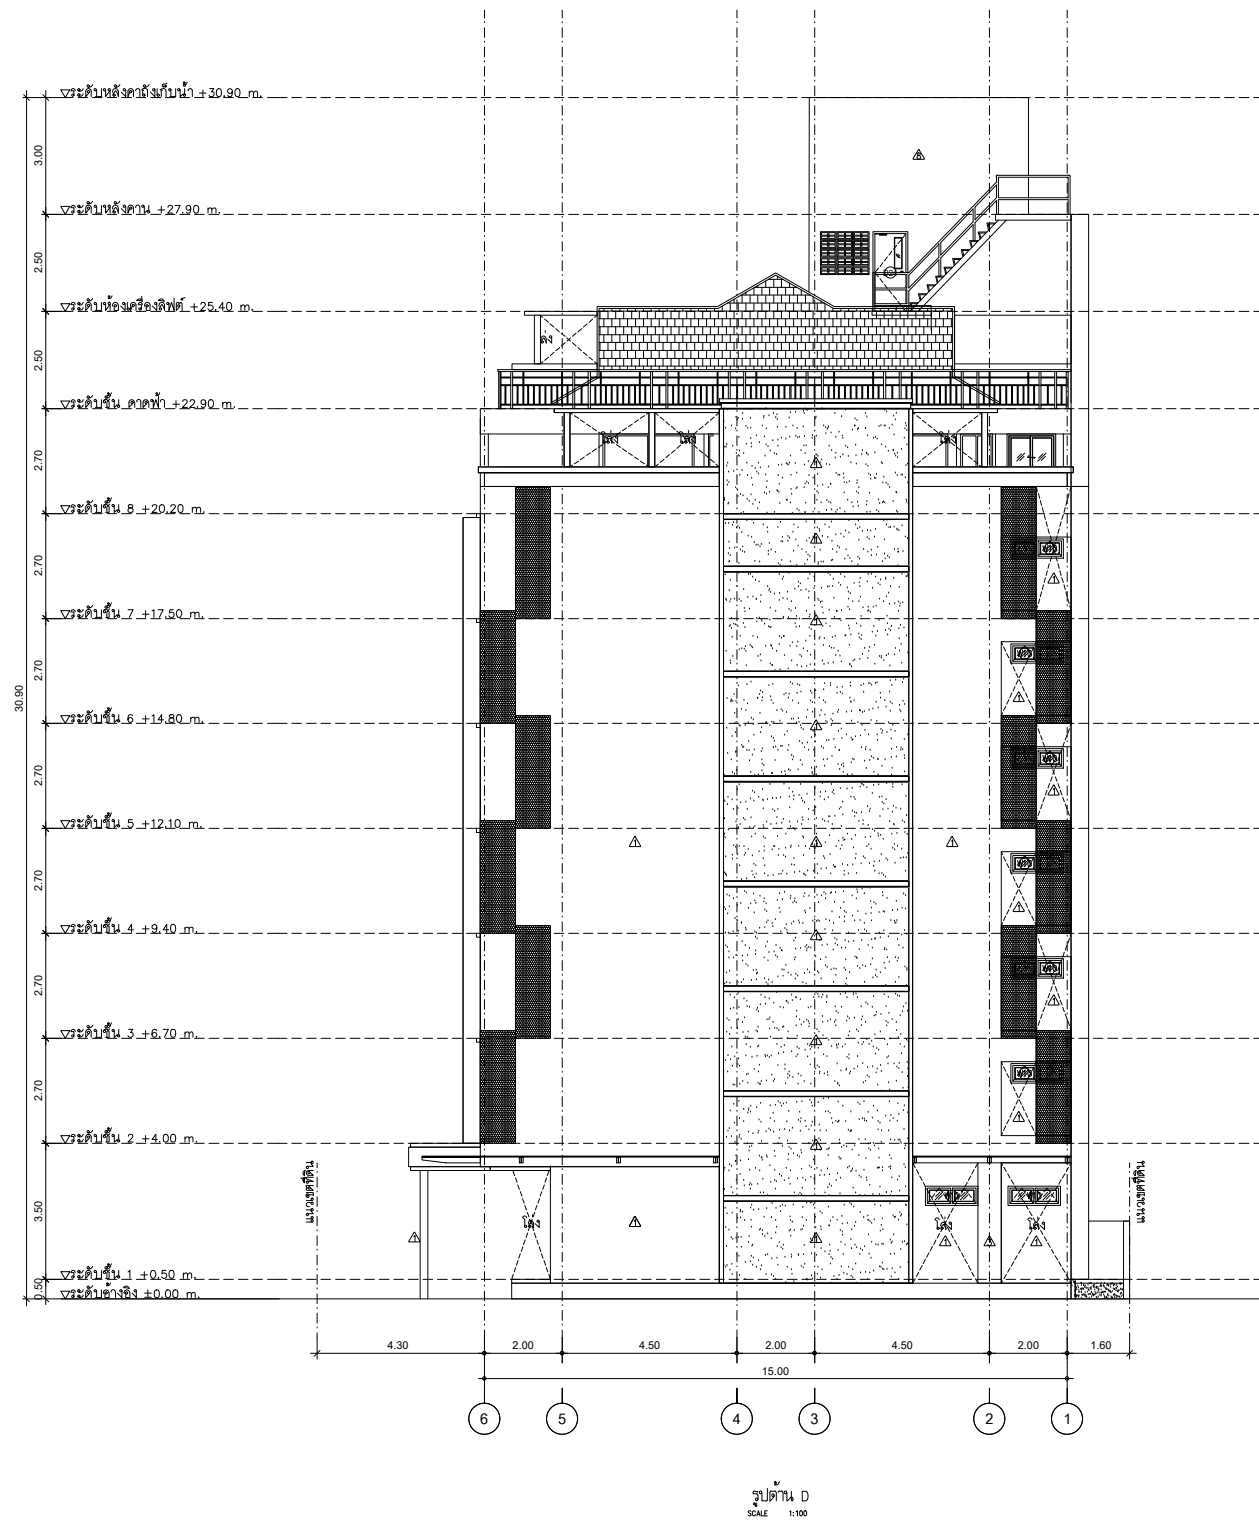 ▽ระดับหลังคาถังเก็บน้ำ +30.90 m.
3.00
▽ระดับหลังคาน +27.90 m.
2.50
▽ระดับห้องเครื่องลิฟต์ +25.40 m.
2.50
▽ระดับชั้น ดาดฟ้า +22.90 m.
2.70
▽ระดับชั้น 8 +20.20 m.
2.70
▽ระดับชั้น 7 +17.50 m.
2.70
30.90
▽ระดับชั้น 6 +14.80 m.
2.70
▽ระดับชั้น 5 +12.10 m.
2.70
▽ระดับชั้น 4 +9.40 m.
2.70
▽ระดับชั้น 3 +6.70 m.
2.70
▽ระดับชั้น 2 +4.00 m.
แนวเขตที่ดิน
แนวเขตที่ดิน
3.50
โล่ง
โล่ง
โล่ง
▽ระดับชั้น 1 +0.50 m.
0.50
▽ระดับอ้างอิง ±0.00 m.
4.30 2.00 4.50 2.00 4.50 2.00 1.60
15.00
6 5 4 3 2 1
รูปด้าน D
SCALE 1:100